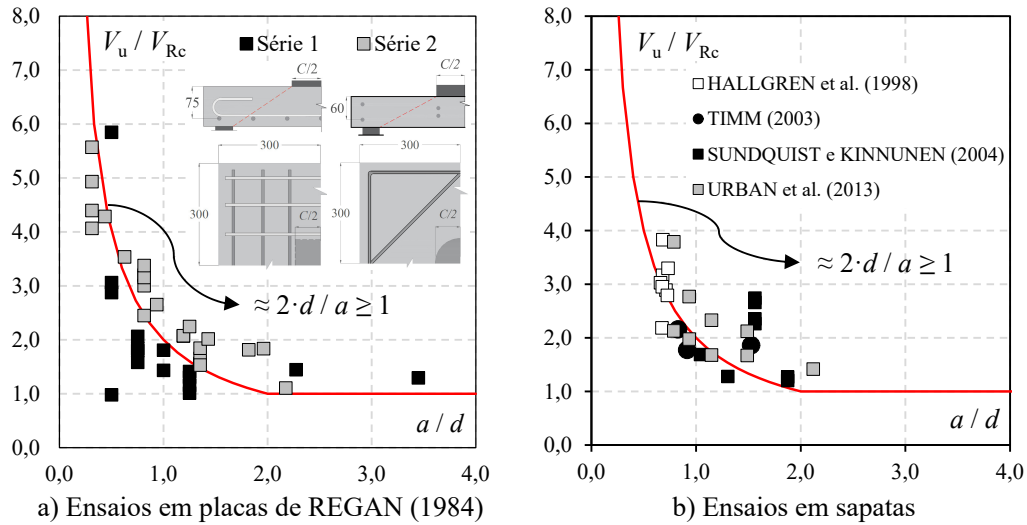 8,0
7,0
6,0
5,0
4,0
3,0
2,0
1,0
0,0
0,0 1,0 2,0 3,0 4,0
V_u / V_Rc
■ Série 1 ■ Série 2
C/2
75
C/2
60
300
300
C/2
300
300
C/2
≈ 2·d / a ≥ 1
a / d
a) Ensaios em placas de REGAN (1984)
8,0
7,0
6,0
5,0
4,0
3,0
2,0
1,0
0,0
0,0 1,0 2,0 3,0 4,0
V_u / V_Rc
HALLGREN et al. (1998)
TIMM (2003)
SUNDQUIST e KINNUNEN (2004)
URBAN et al. (2013)
≈ 2·d / a ≥ 1
a / d
b) Ensaios em sapatas